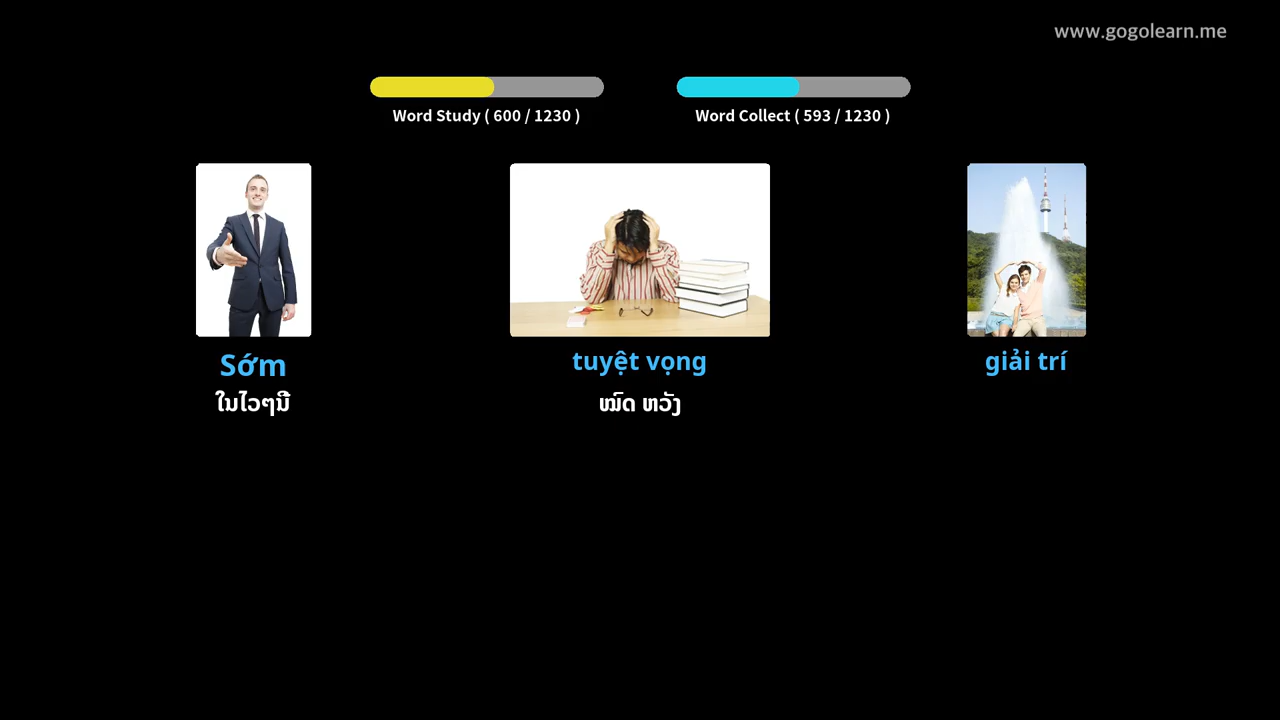 www.gogolearn.me
Word Study ( 600 / 1230 )
Word Collect ( 593 / 1230 )
Sớm
tuyệt vọng
giải trí
ໃນໄວໆນີ້
ໝົດ ຫວັງ